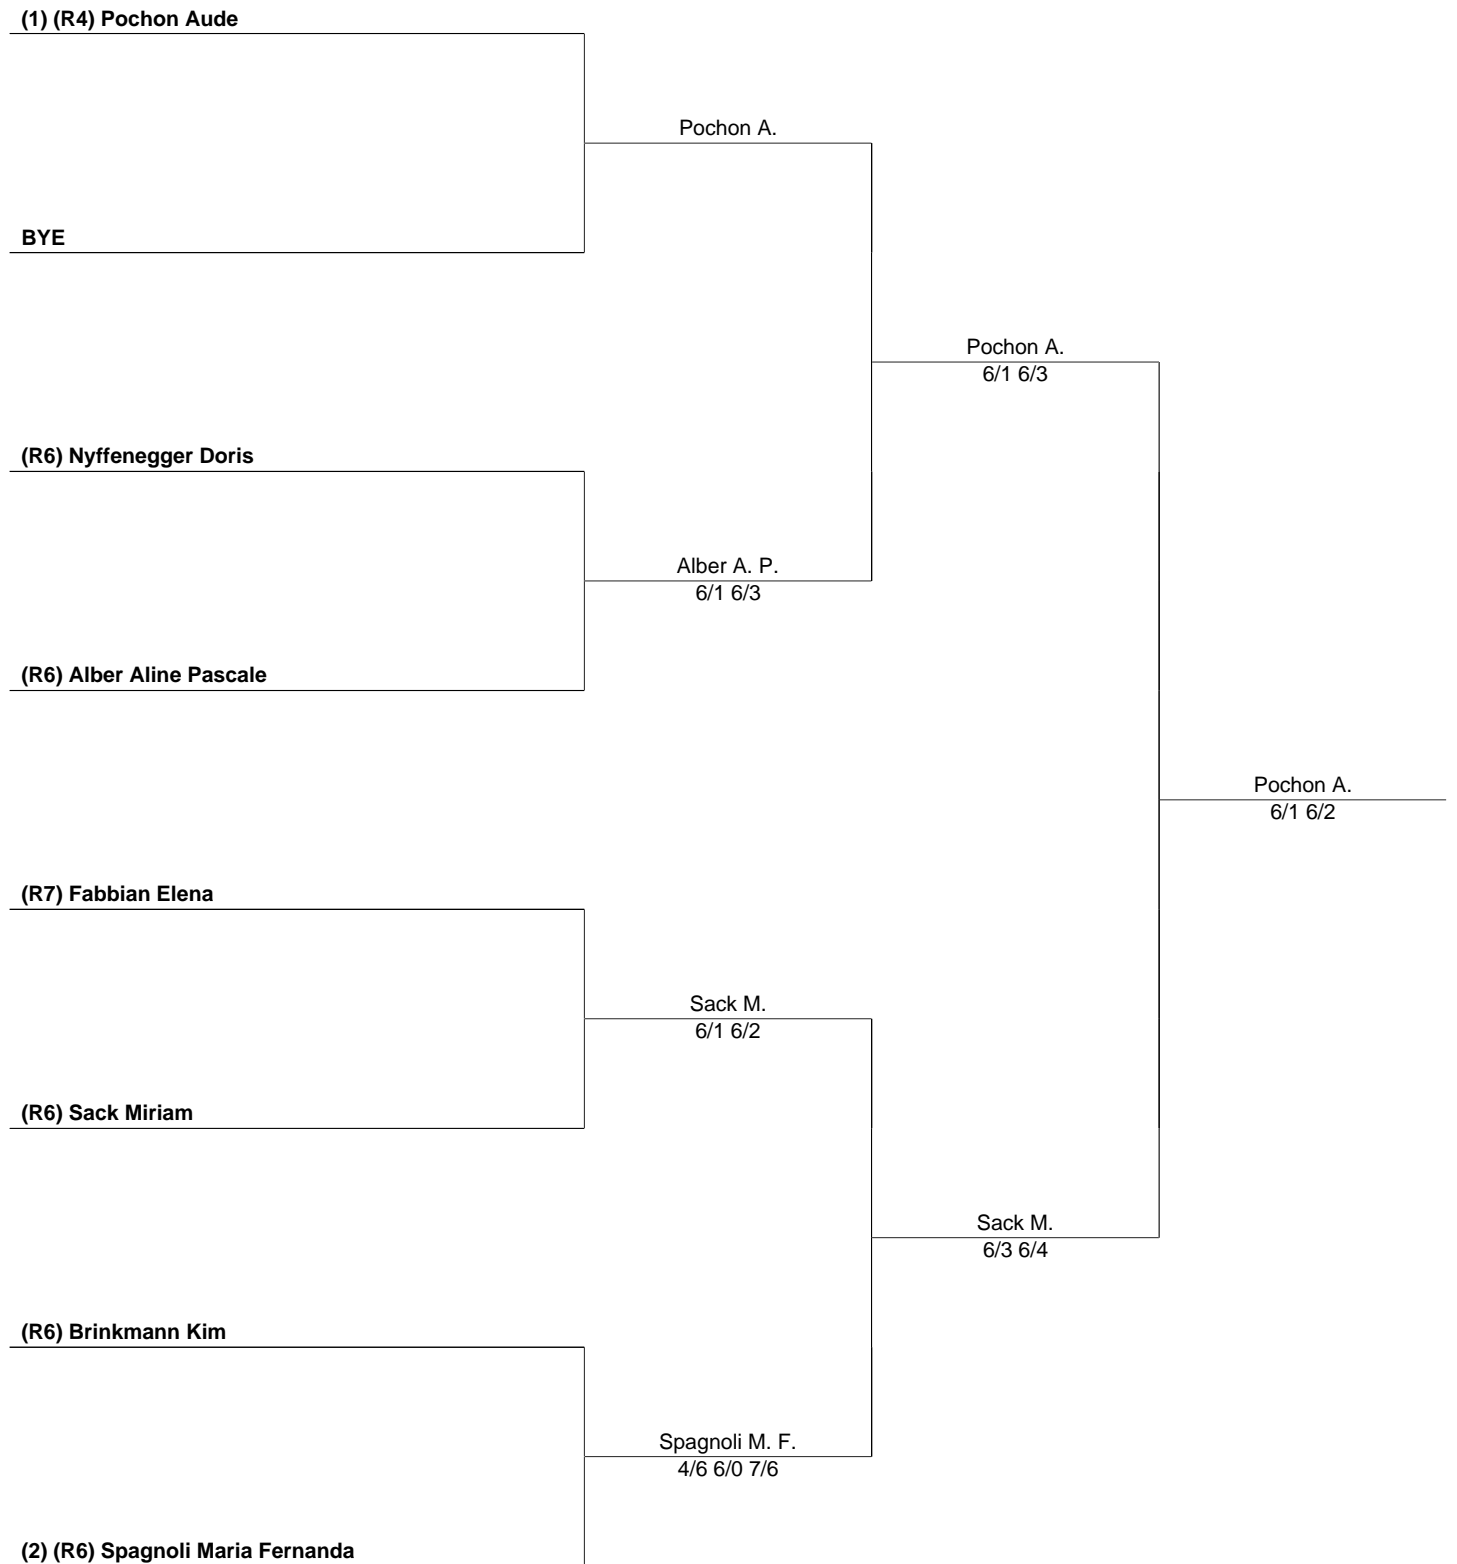 (1) (R4) Pochon Aude
Pochon A.
BYE
Pochon A.
6/1 6/3
(R6) Nyffenegger Doris
Alber A. P.
6/1 6/3
(R6) Alber Aline Pascale
Pochon A.
6/1 6/2
(R7) Fabbian Elena
Sack M.
6/1 6/2
(R6) Sack Miriam
Sack M.
6/3 6/4
(R6) Brinkmann Kim
Spagnoli M. F.
4/6 6/0 7/6
(2) (R6) Spagnoli Maria Fernanda